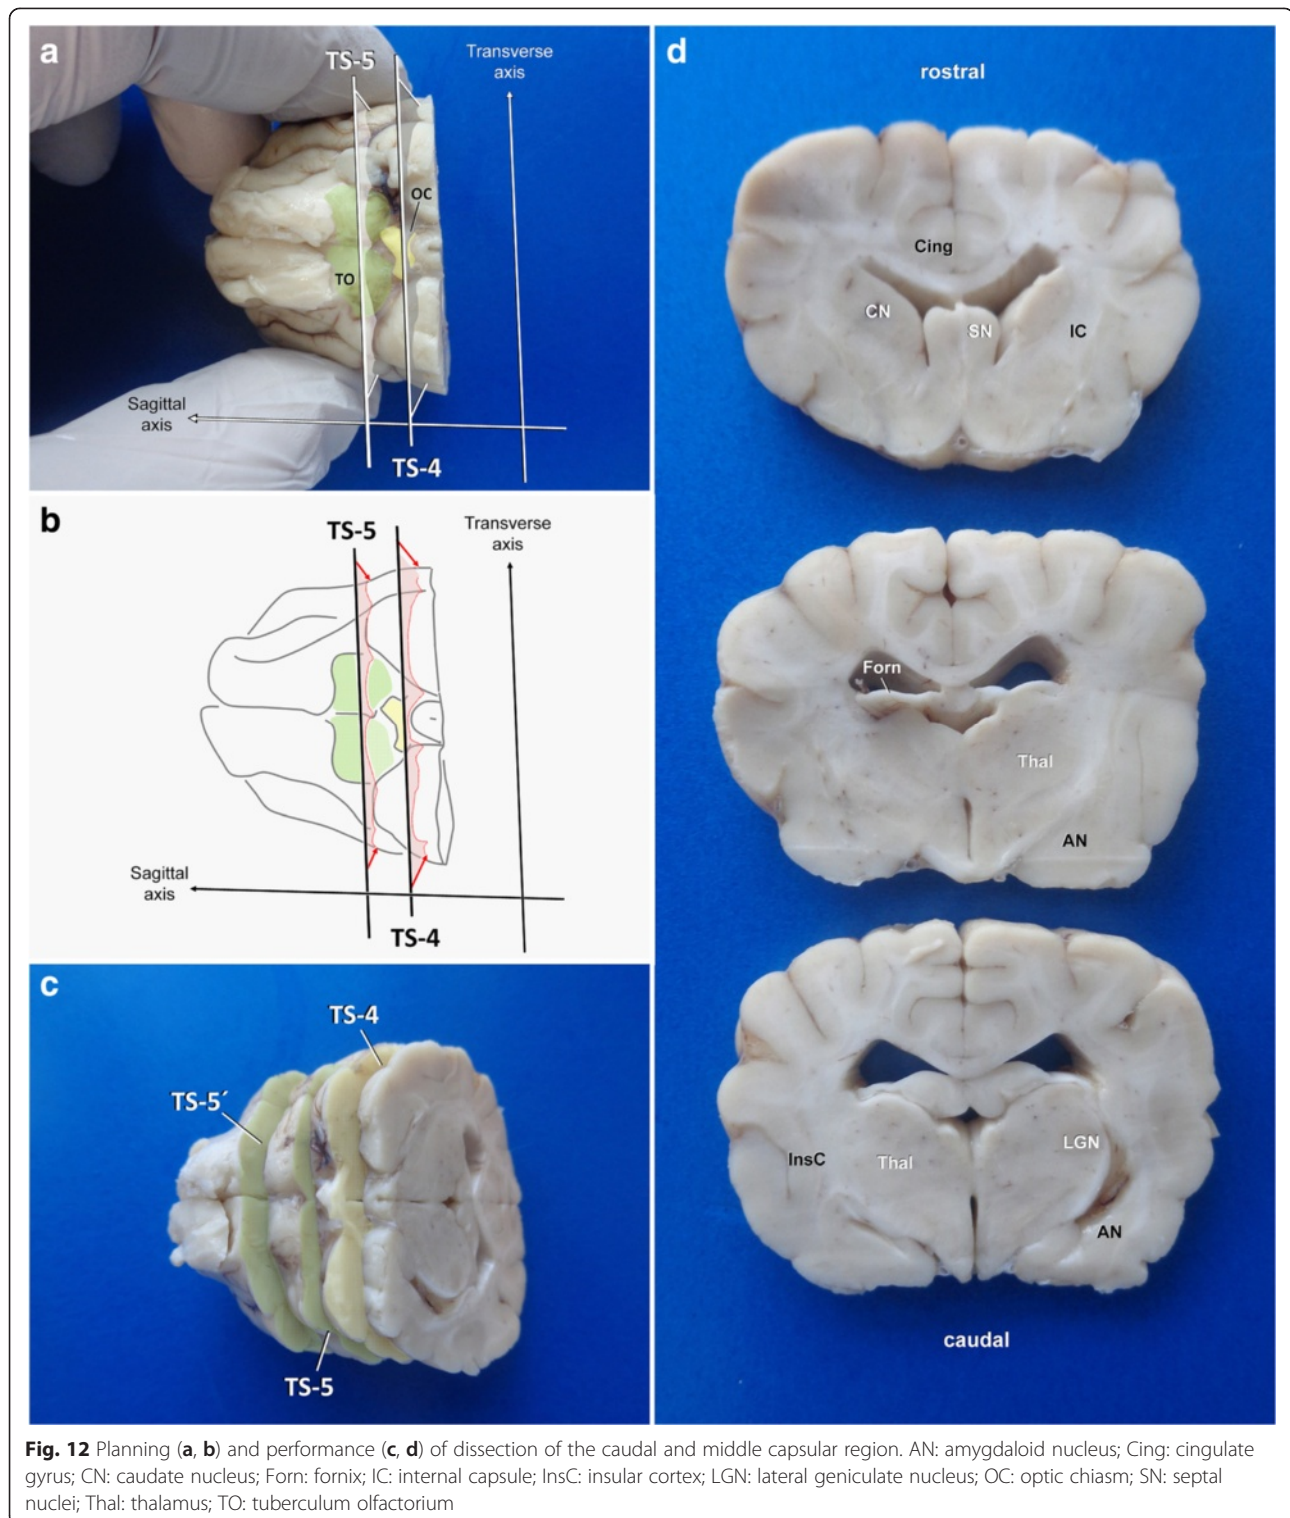 a
TS-5
Transverse
axis
OC
TO
Sagittal
axis
TS-4
b
TS-5
Transverse
axis
Sagittal
axis
TS-4
c
TS-4
TS-5´
TS-5
d
rostral
Cing
CN
SN
IC
Forn
Thal
AN
InsC
Thal
LGN
AN
caudal
Fig. 12 Planning (a, b) and performance (c, d) of dissection of the caudal and middle capsular region. AN: amygdaloid nucleus; Cing: cingulate
gyrus; CN: caudate nucleus; Forn: fornix; IC: internal capsule; InsC: insular cortex; LGN: lateral geniculate nucleus; OC: optic chiasm; SN: septal
nuclei; Thal: thalamus; TO: tuberculum olfactorium